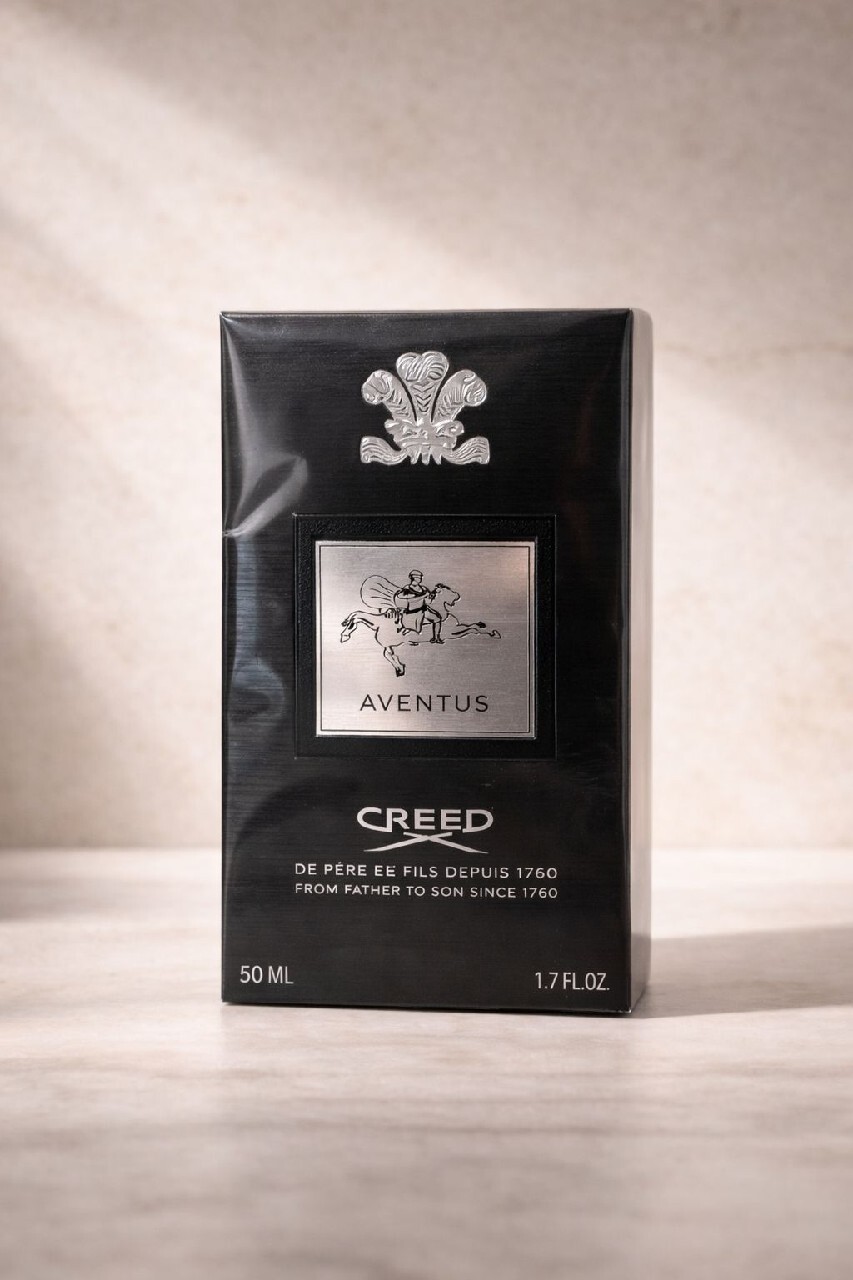 AVENTUS
CREED
DE PÈRE EE FILS DEPUIS 1760
FROM FATHER TO SON SINCE 1760
50 ML
1.7 FL.OZ.